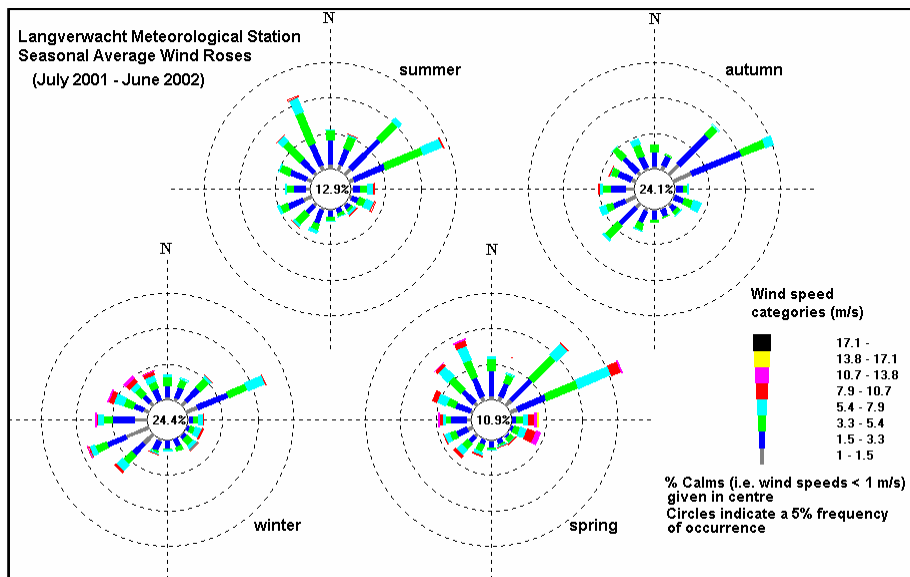 Langverwacht Meteorological Station
Seasonal Average Wind Roses
(July 2001 - June 2002)
N
N
summer
autumn
12.9%
24.1%
N
N
24.4%
10.9%
winter
spring
Wind speed
categories (m/s)
17.1 -
13.8 - 17.1
10.7 - 13.8
7.9 - 10.7
5.4 - 7.9
3.3 - 5.4
1.5 - 3.3
1 - 1.5
% Calms (i.e. wind speeds < 1 m/s)
given in centre
Circles indicate a 5% frequency
of occurrence